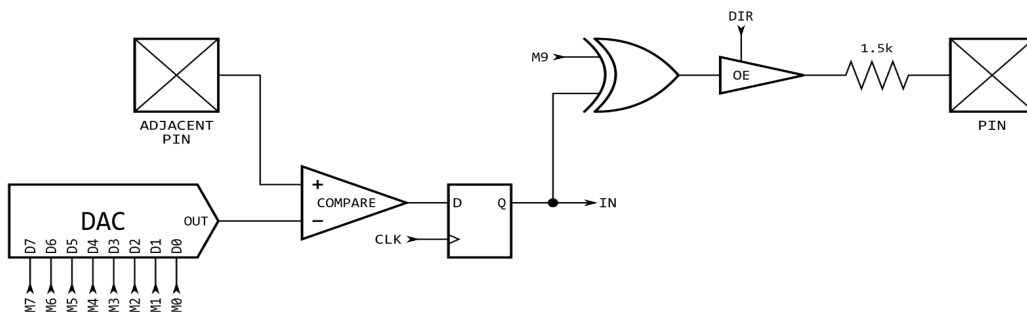 DIR
M9
OE
1.5k
ADJACENT
PIN
PIN
DAC
OUT
+
COMPARE
−
D
Q
IN
CLK
D7
D6
D5
D4
D3
D2
D1
D0
M7
M6
M5
M4
M3
M2
M1
M0